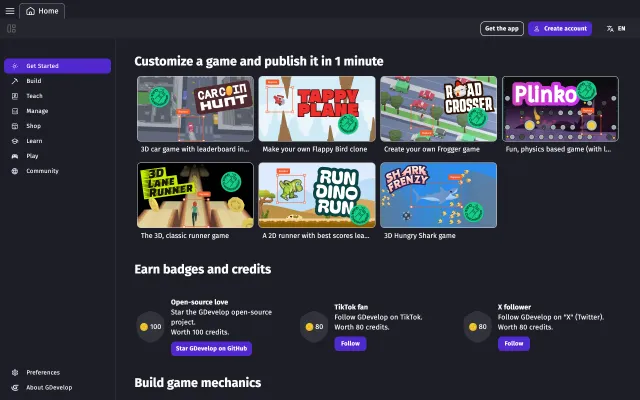 Home
Get the app
Create account
EN
Get Started
Build
Teach
Manage
Shop
Learn
Play
Community
Preferences
About GDevelop
Customize a game and publish it in 1 minute
CAR COIN
HUNT
3D car game with leaderboard in...
TAPPY
PLANE
Make your own Flappy Bird clone
ROAD
CROSSER
Create your own Frogger game
Plinko
Fun, physics based game (with l...
3D
LANE
RUNNER
The 3D, classic runner game
RUN
DINO
RUN
A 2D runner with best scores lea...
SHARK
FRENZY
3D Hungry Shark game
Earn badges and credits
100
Open-source love
Star the GDevelop open-source
project.
Worth 100 credits.
Star GDevelop on GitHub
80
TikTok fan
Follow GDevelop on TikTok.
Worth 80 credits.
Follow
80
X follower
Follow GDevelop on "X" (Twitter).
Worth 80 credits.
Follow
Build game mechanics